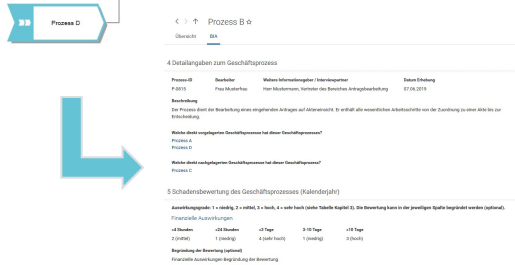 Prozess D
Prozess B
Übersicht BIA
4 Detailangaben zum Geschäftsprozess
Prozess-ID Bearbeiter Weitere Informationsgeber / Interviewpartner Datum Erhebung
P-0815 Frau Musterfrau Herr Mustermann, Vertreter des Bereiches Antragsbearbeitung 07.06.2019
Beschreibung
Der Prozess dient der Bearbeitung eines eingehenden Antrages auf Akteneinsicht. Er enthält alle wesentlichen Arbeitsschritte von der Zuordnung zu einer Akte bis zur
Entscheidung.
Welche direkt vorgelagerten Geschäftsprozesse hat dieser Geschäftsprozess?
Prozess A
Prozess D
Welche direkt nachgelagerten Geschäftsprozesse hat dieser Geschäftsprozess?
Prozess C
5 Schadensbewertung des Geschäftsprozesses (Kalenderjahr)
Auswirkungsgrade: 1 = niedrig, 2 = mittel, 3 = hoch, 4 = sehr hoch (siehe Tabelle Kapitel 3). Die Bewertung kann in der jeweiligen Spalte begründet werden (optional).
Finanzielle Auswirkungen
<4 Stunden <24 Stunden <3 Tage 3-10 Tage >10 Tage
2 (mittel) 1 (niedrig) 4 (sehr hoch) 1 (niedrig) 3 (hoch)
Begründung der Bewertung (optional)
Finanzielle Auswirkungen Begründung der Bewertung